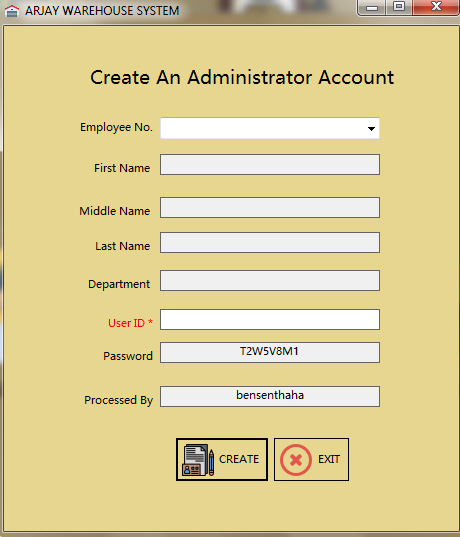 ARJAY WAREHOUSE SYSTEM
Create An Administrator Account
Employee No.
First Name
Middle Name
Last Name
Department
User ID *
Password T2W5V8M1
Processed By bensenthaha
CREATE EXIT